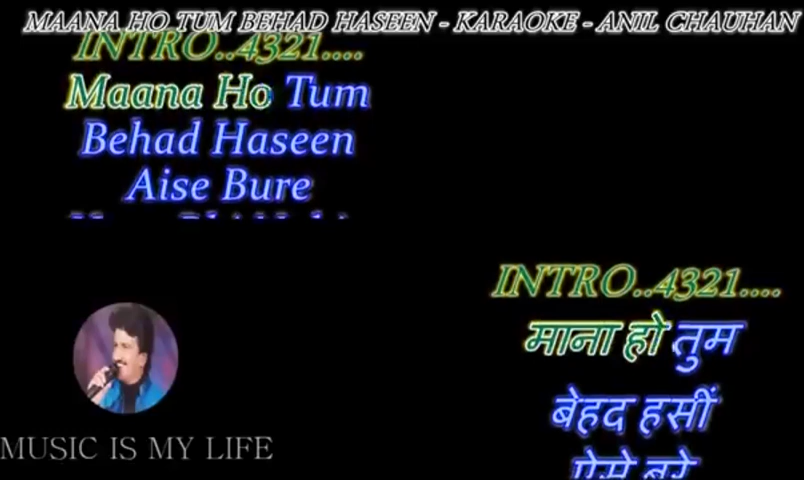 MAANA HO TUM BEHAD HASEEN - KARAOKE - ANIL CHAUHAN
INTRO..4321....
Maana Ho Tum
Behad Haseen
Aise Bure
INTRO..4321....
माना हो तुम
बेहद हसीं
ऐसे बुरे
MUSIC IS MY LIFE